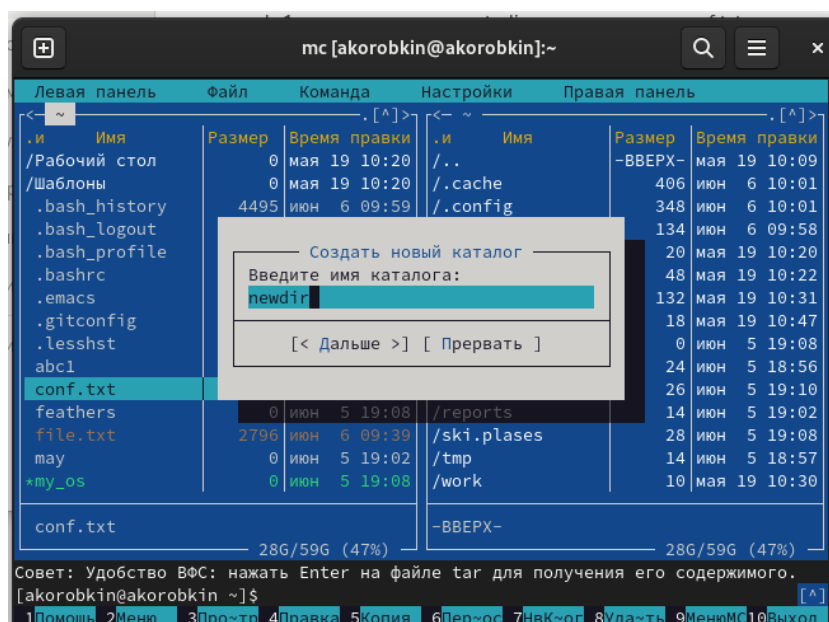 mc [akorobkin@akorobkin]:~
Левая панель Файл Команда Настройки Правая панель
<— ~ .[^]> <— ~ .[^]>
.и Имя Размер Время правки .и Имя Размер Время правки
/Рабочий стол 0 мая 19 10:20 /.. -ВВЕРХ- мая 19 10:09
/Шаблоны 0 мая 19 10:20 /.cache 406 июн 6 10:01
.bash_history 4495 июн 6 09:59 /.config 348 июн 6 10:01
.bash_logout 134 июн 6 09:58
.bash_profile Создать новый каталог 20 мая 19 10:20
.bashrc Введите имя каталога: 48 мая 19 10:22
.emacs newdir 132 мая 19 10:31
.gitconfig 18 мая 19 10:47
.lesshst [< Дальше >] [ Прервать ] 0 июн 5 19:08
abc1 24 июн 5 18:56
conf.txt 26 июн 5 19:10
feathers 0 июн 5 19:08 /reports 14 июн 5 19:02
file.txt 2796 июн 6 09:39 /ski.plases 28 июн 5 19:08
may 0 июн 5 19:02 /tmp 14 июн 5 18:57
*my_os 0 июн 5 19:08 /work 10 мая 19 10:30
conf.txt -ВВЕРХ-
28G/59G (47%) 28G/59G (47%)
Совет: Удобство ВФС: нажать Enter на файле tar для получения его содержимого.
[akorobkin@akorobkin ~]$ [^]
1Помощь 2Меню 3Про~тр 4Правка 5Копия 6Пер~ос 7НвК~ог 8Уда~ть 9МенюМС 10Выход